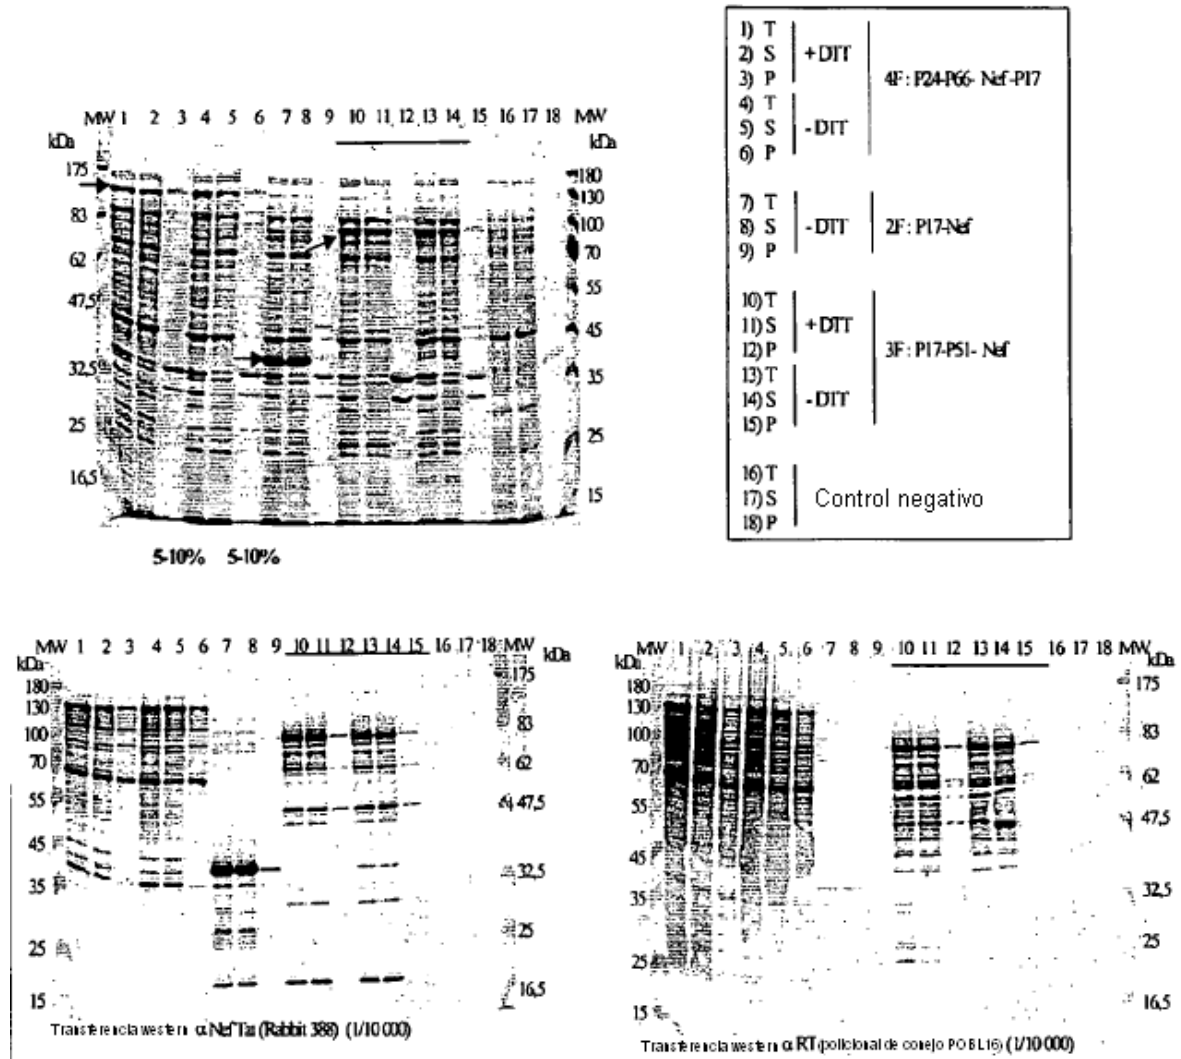 MW 1 2 3 4 5 6 7 8 9 10 11 12 13 14 15 16 17 18 MW
kDa kDa
175 180
130
83 100
62 70
55
47,5 45
32,5 35
25 25
16,5 15
5-10% 5-10%
1) T
2) S +DTT
3) P 4F: P24-P66- Nef -P17
4) T
5) S -DTT
6) P
7) T
8) S -DTT 2F: P17-Nef
9) P
10) T
11) S +DTT
12) P 3F: P17-P51- Nef
13) T
14) S -DTT
15) P
16) T
17) S Control negativo
18) P
MW 1 2 3 4 5 6 7 8 9 10 11 12 13 14 15 16 17 18 MW
kDa kDa
180 175
130
100 83
70 62
55 47,5
45
35 32,5
25 25
15 16,5
Transferencia western α Nef Tat (Rabbit 388) (1/10 000)
MW 1 2 3 4 5 6 7 8 9 10 11 12 13 14 15 16 17 18 MW
kDa kDa
180 175
130
100 83
70 62
55 47,5
45
35 32,5
25 25
15 16,5
Transferencia western α RT (policlonal de conejo PO BL16) (1/10 000)